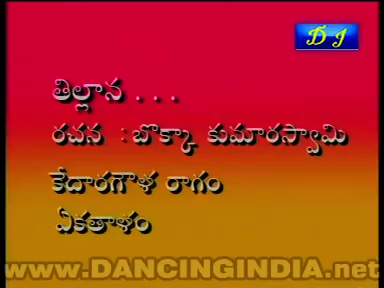 DJ
తిల్లాన ...
రచన : బొక్కా కుమారస్వామి
కేదారగౌళ రాగం
ఏకతాళం
www.DANCINGINDIA.net